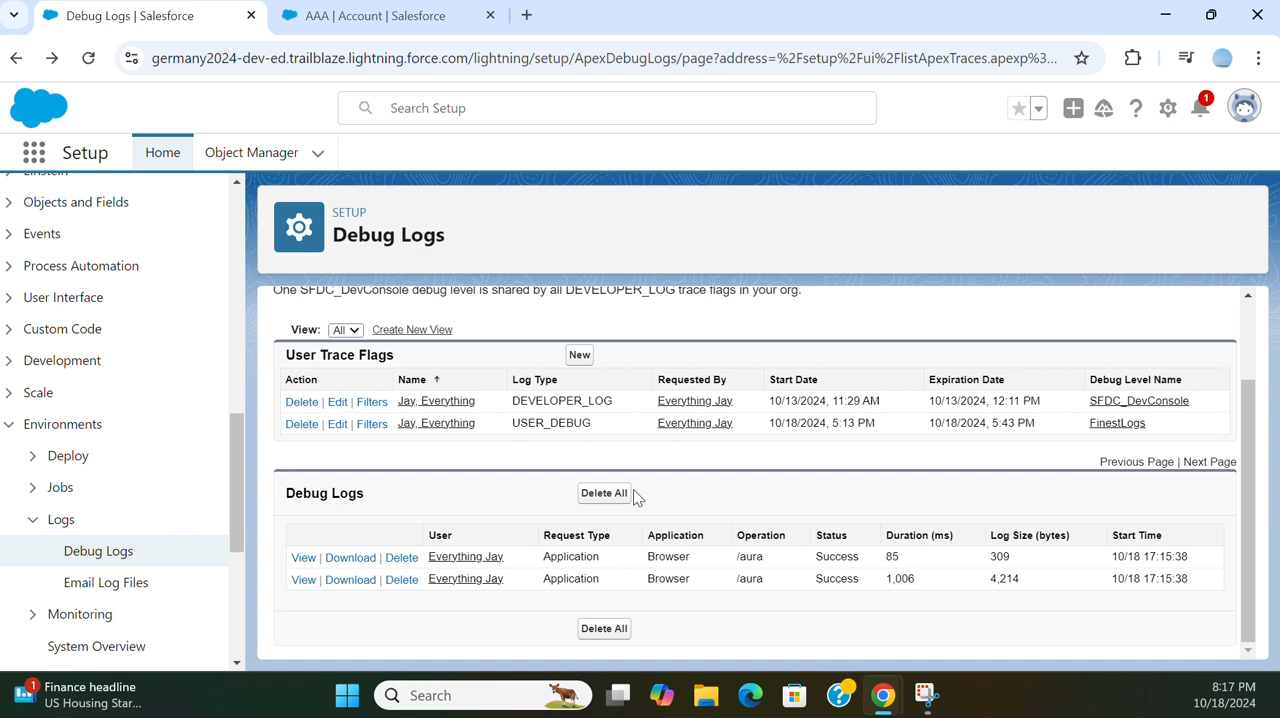 Debug Logs | Salesforce
AAA | Account | Salesforce
germany2024-dev-ed.trailblaze.lightning.force.com/lightning/setup/ApexDebugLogs/page?address=%2Fsetup%2Fui%2FlistApexTraces.apexp%3...
Search Setup
1
Setup
Home
Object Manager
Einstein
Objects and Fields
Events
Process Automation
User Interface
Custom Code
Development
Scale
Environments
Deploy
Jobs
Logs
Debug Logs
Email Log Files
Monitoring
System Overview
SETUP
Debug Logs
One SFDC_DevConsole debug level is shared by all DEVELOPER_LOG trace flags in your org.
View: All Create New View
User Trace Flags New
Action Name Log Type Requested By Start Date Expiration Date Debug Level Name
Delete | Edit | Filters Jay, Everything DEVELOPER_LOG Everything Jay 10/13/2024, 11:29 AM 10/13/2024, 12:11 PM SFDC_DevConsole
Delete | Edit | Filters Jay, Everything USER_DEBUG Everything Jay 10/18/2024, 5:13 PM 10/18/2024, 5:43 PM FinestLogs
Previous Page | Next Page
Debug Logs Delete All
User Request Type Application Operation Status Duration (ms) Log Size (bytes) Start Time
View | Download | Delete Everything Jay Application Browser /aura Success 85 309 10/18 17:15:38
View | Download | Delete Everything Jay Application Browser /aura Success 1,006 4,214 10/18 17:15:38
Delete All
1
Finance headline
US Housing Star...
Search
8:17 PM
10/18/2024